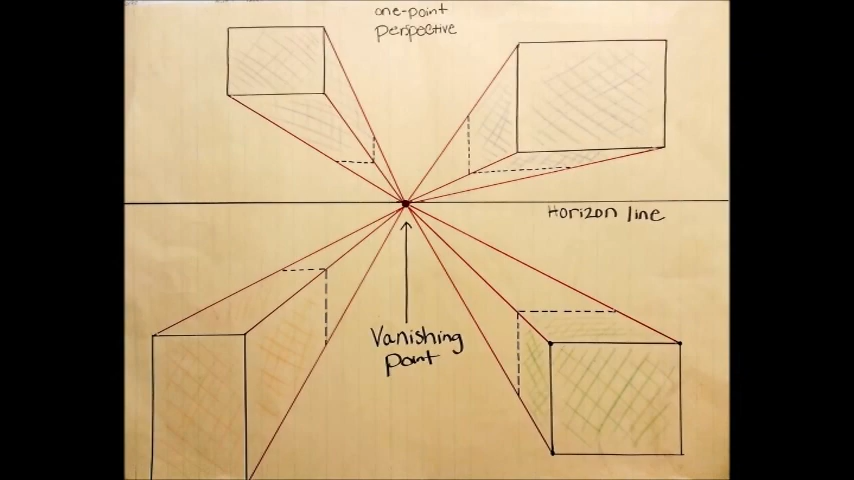 one-point
perspective
Horizon line
Vanishing
point